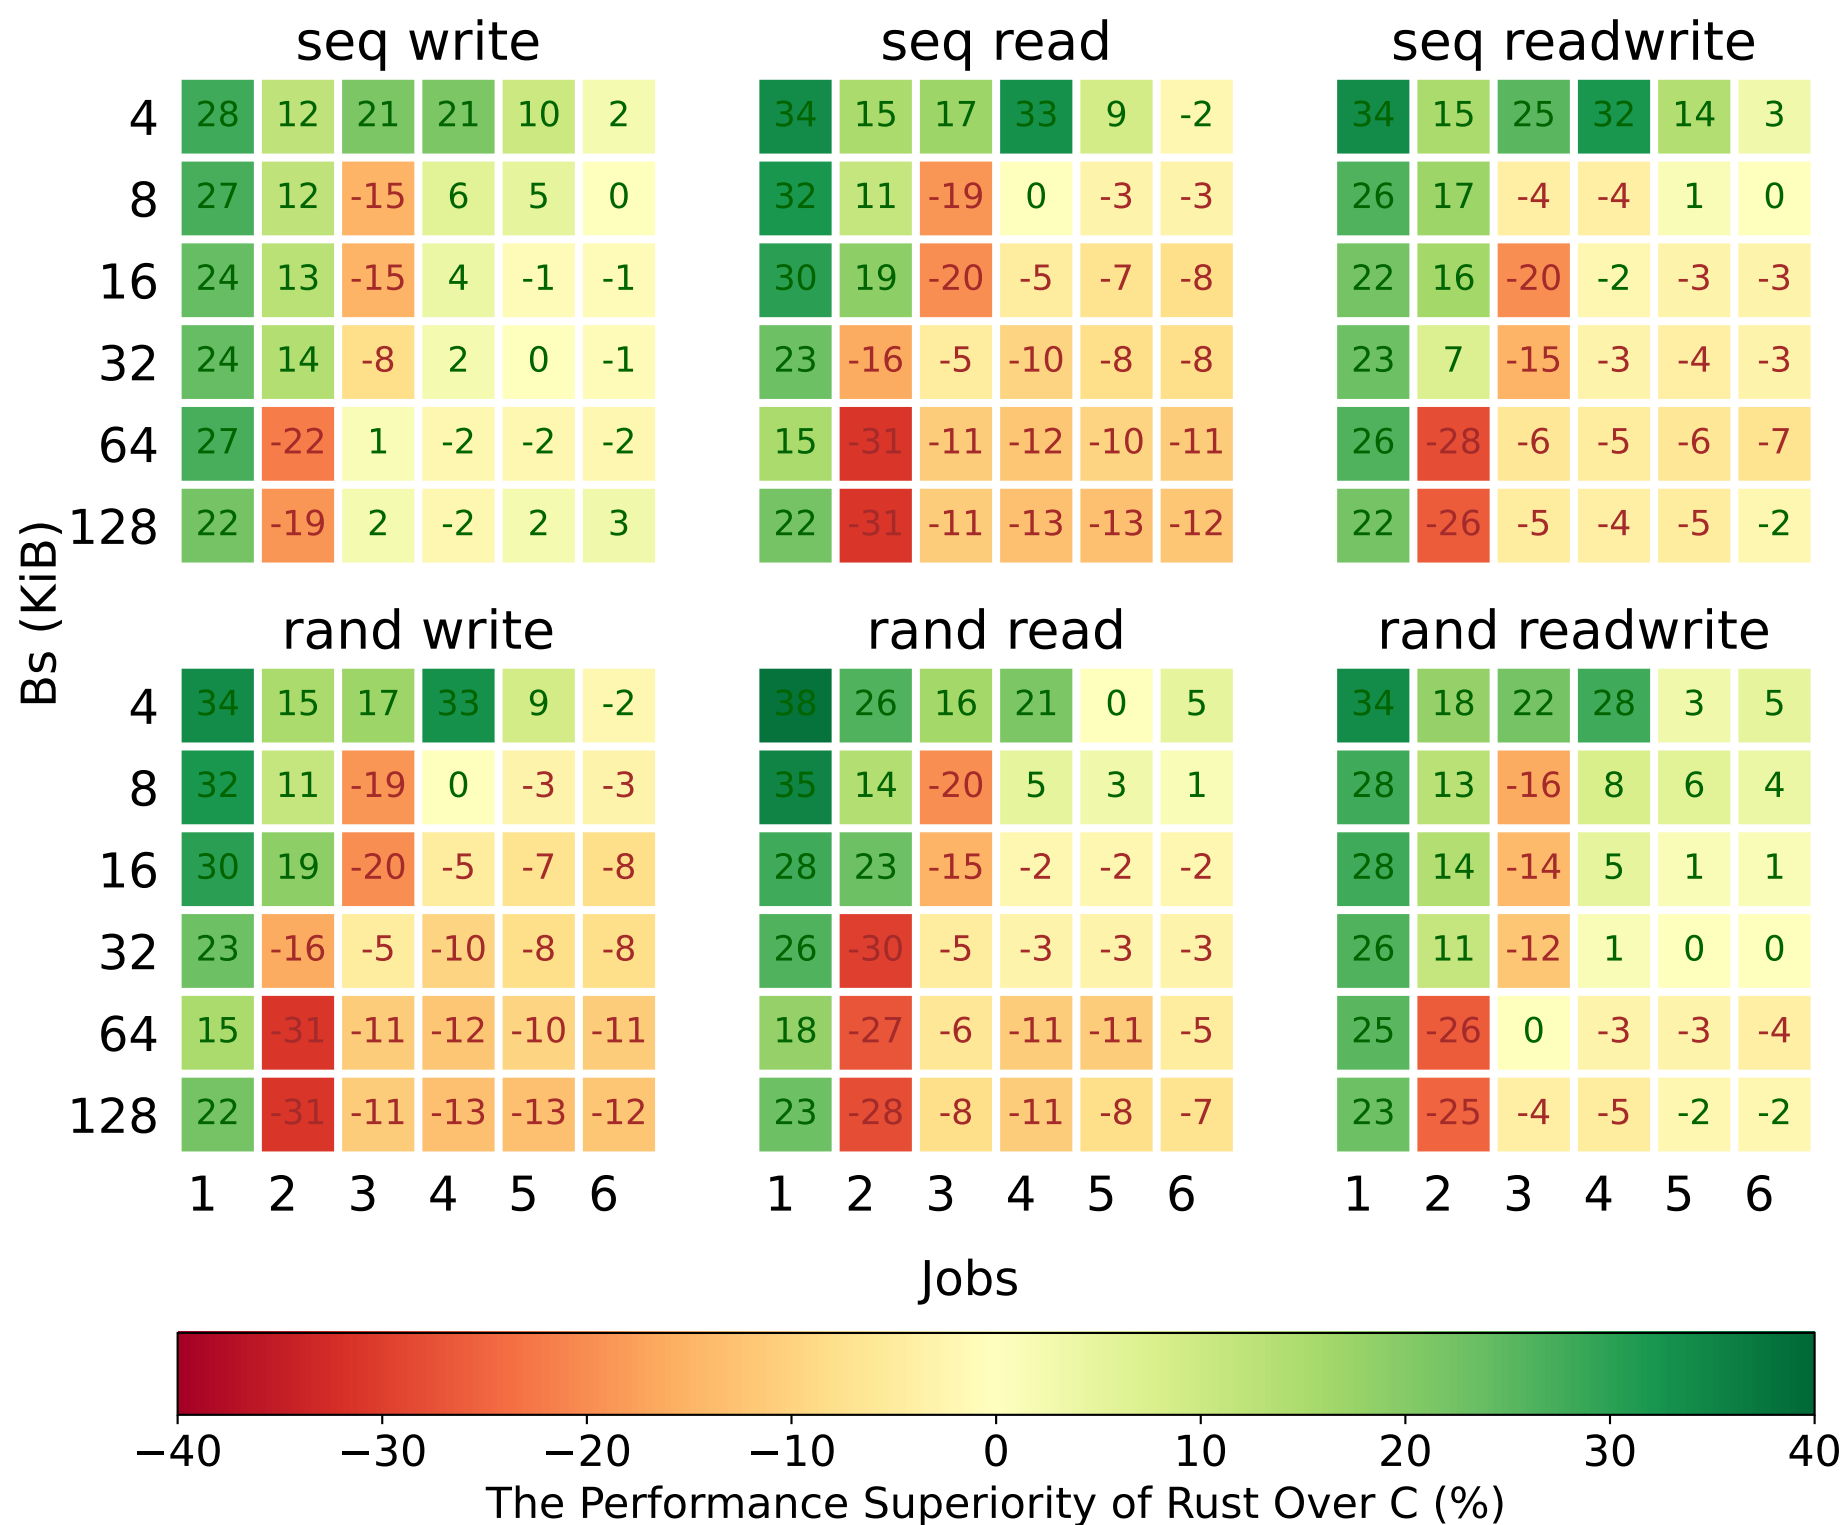 seq write seq read seq readwrite
4 28 12 21 21 10 2 34 15 17 33 9 -2 34 15 25 32 14 3
8 27 12 -15 6 5 0 32 11 -19 0 -3 -3 26 17 -4 -4 1 0
16 24 13 -15 4 -1 -1 30 19 -20 -5 -7 -8 22 16 -20 -2 -3 -3
32 24 14 -8 2 0 -1 23 -16 -5 -10 -8 -8 23 7 -15 -3 -4 -3
64 27 -22 1 -2 -2 -2 15 -31 -11 -12 -10 -11 26 -28 -6 -5 -6 -7
128 22 -19 2 -2 2 3 22 -31 -11 -13 -13 -12 22 -26 -5 -4 -5 -2
Bs (KiB)
rand write rand read rand readwrite
4 34 15 17 33 9 -2 38 26 16 21 0 5 34 18 22 28 3 5
8 32 11 -19 0 -3 -3 35 14 -20 5 3 1 28 13 -16 8 6 4
16 30 19 -20 -5 -7 -8 28 23 -15 -2 -2 -2 28 14 -14 5 1 1
32 23 -16 -5 -10 -8 -8 26 -30 -5 -3 -3 -3 26 11 -12 1 0 0
64 15 -31 -11 -12 -10 -11 18 -27 -6 -11 -11 -5 25 -26 0 -3 -3 -4
128 22 -31 -11 -13 -13 -12 23 -28 -8 -11 -8 -7 23 -25 -4 -5 -2 -2
1 2 3 4 5 6 1 2 3 4 5 6 1 2 3 4 5 6
Jobs
−40 −30 −20 −10 0 10 20 30 40
The Performance Superiority of Rust Over C (%)